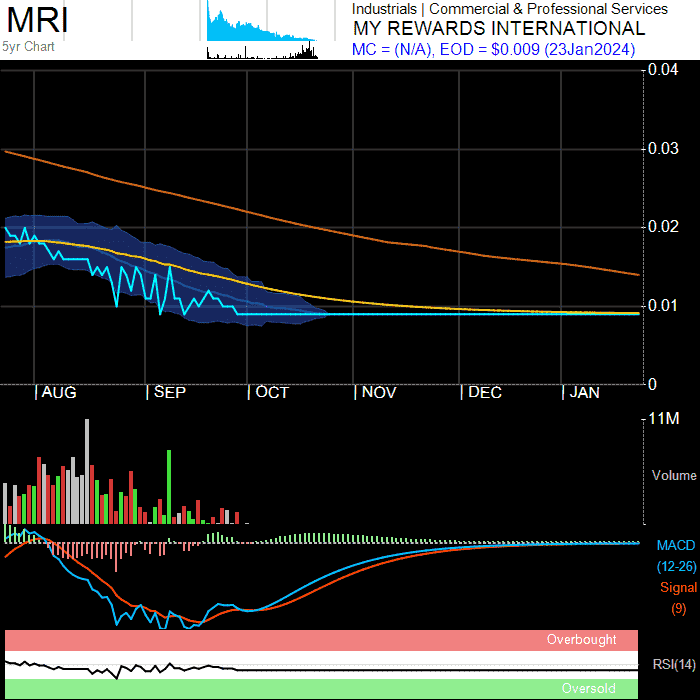 MRI
Industrials | Commercial & Professional Services
MY REWARDS INTERNATIONAL
5yr Chart
MC = (N/A), EOD = $0.009 (23Jan2024)
0.04
0.03
0.02
0.01
0
AUG
SEP
OCT
NOV
DEC
JAN
11M
Volume
MACD
(12-26)
Signal
(9)
Overbought
RSI(14)
Oversold